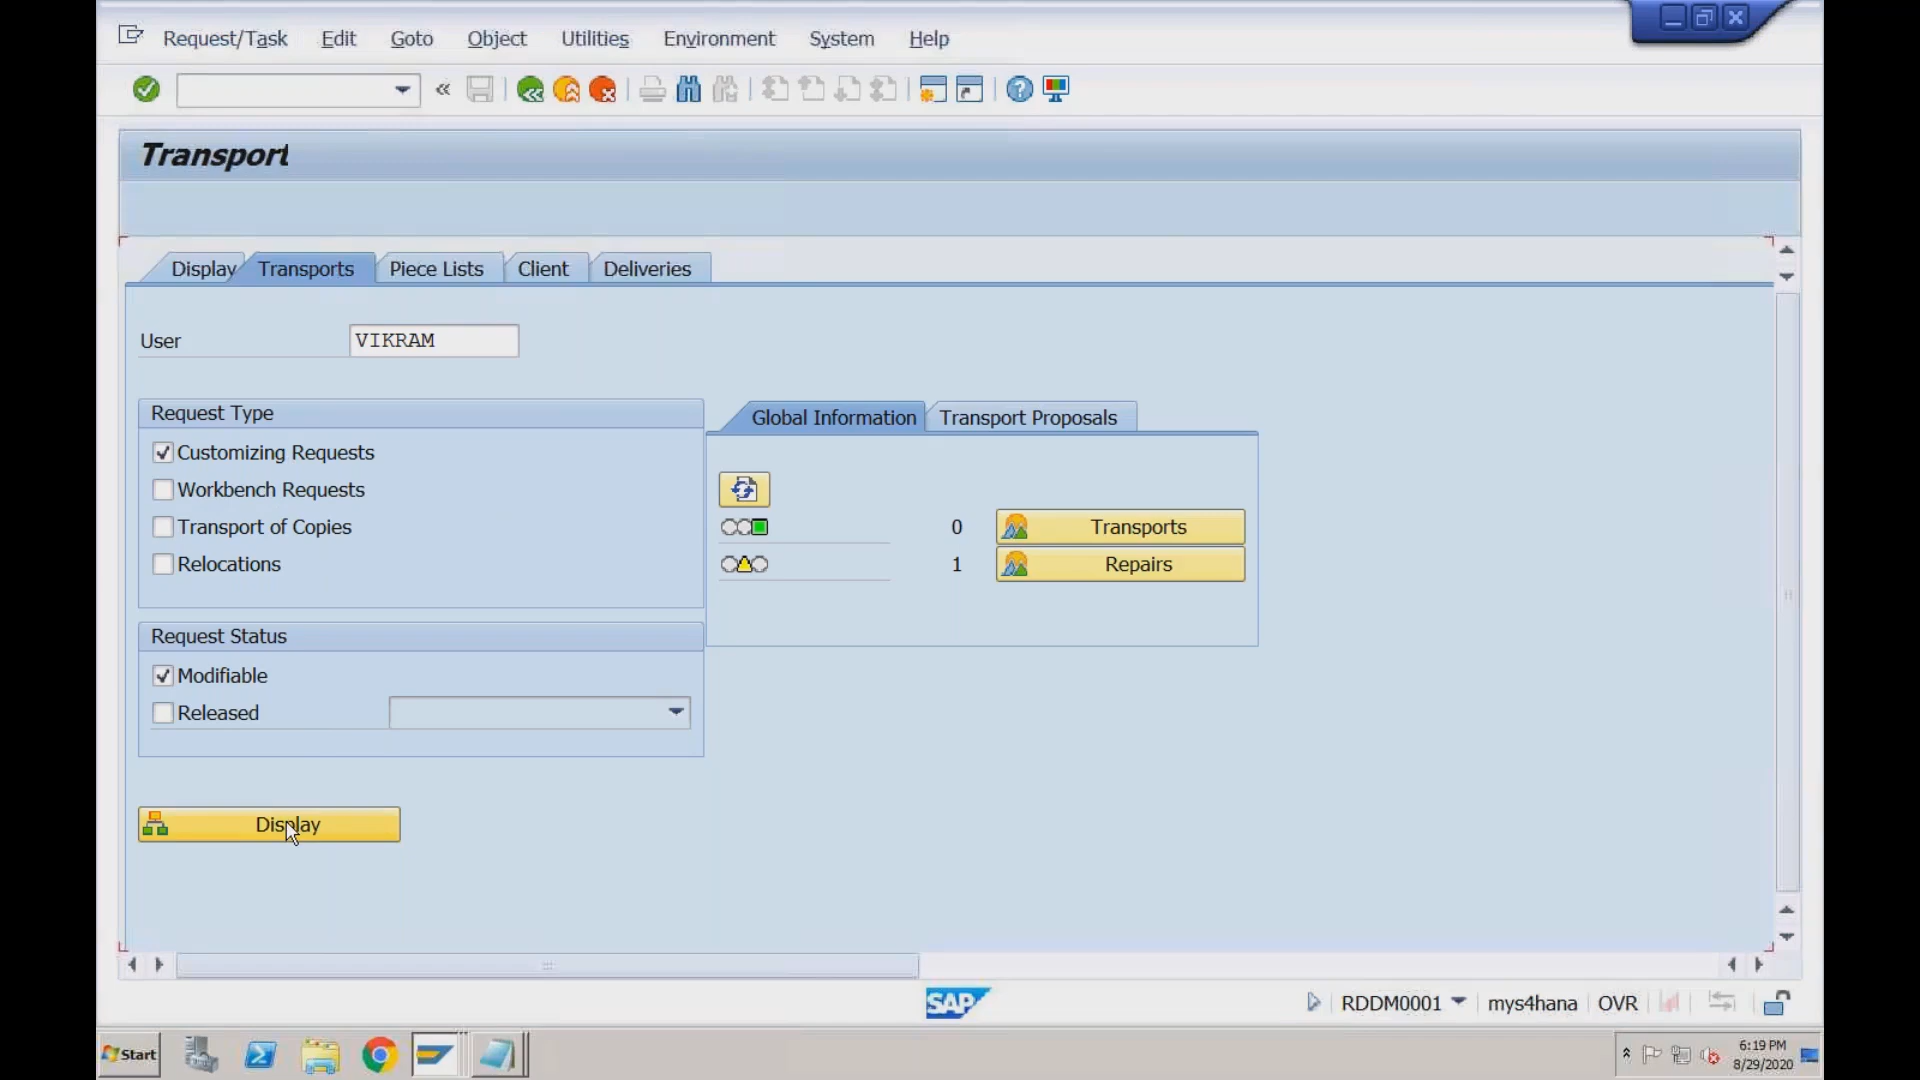 Request/Task Edit Goto Object Utilities Environment System Help
Transport
Display Transports Piece Lists Client Deliveries
User VIKRAM
Request Type
Customizing Requests
Workbench Requests
Transport of Copies
Relocations
Global Information Transport Proposals
0 Transports
1 Repairs
Request Status
Modifiable
Released
Display
SAP
RDDM0001 mys4hana OVR
Start
6:19 PM
8/29/2020